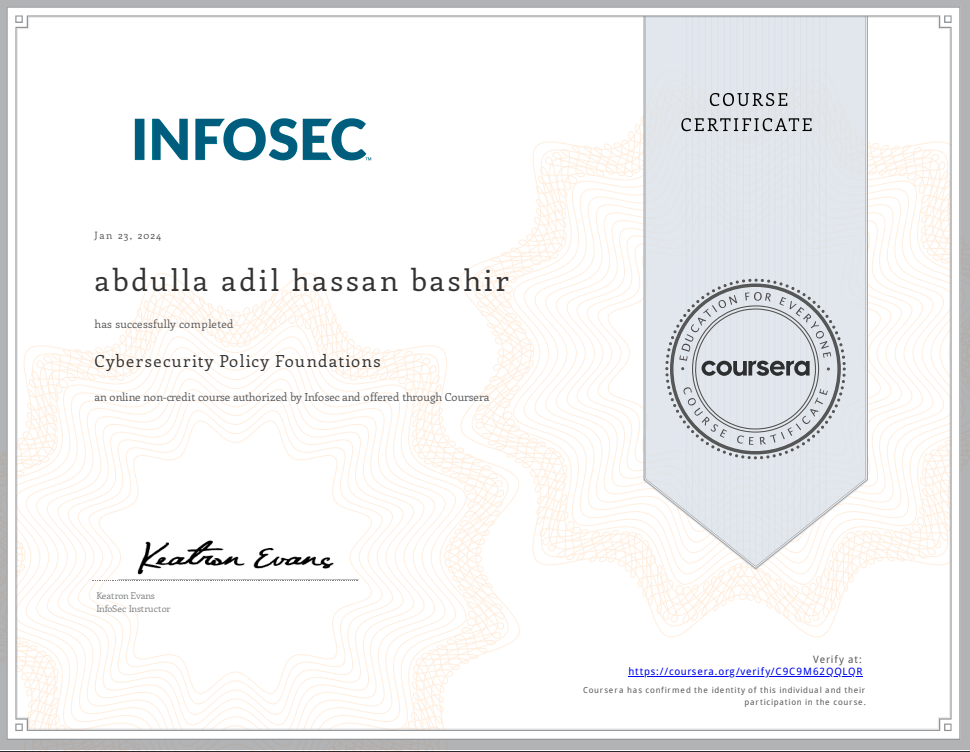 INFOSEC™
COURSE
CERTIFICATE
Jan 23, 2024
abdulla adil hassan bashir
has successfully completed
Cybersecurity Policy Foundations
an online non-credit course authorized by Infosec and offered through Coursera
EDUCATION FOR EVERYONE
coursera
COURSE CERTIFICATE
Keatron Evans
Keatron Evans
InfoSec Instructor
Verify at:
https://coursera.org/verify/C9C9M62QQLQR
Coursera has confirmed the identity of this individual and their
participation in the course.